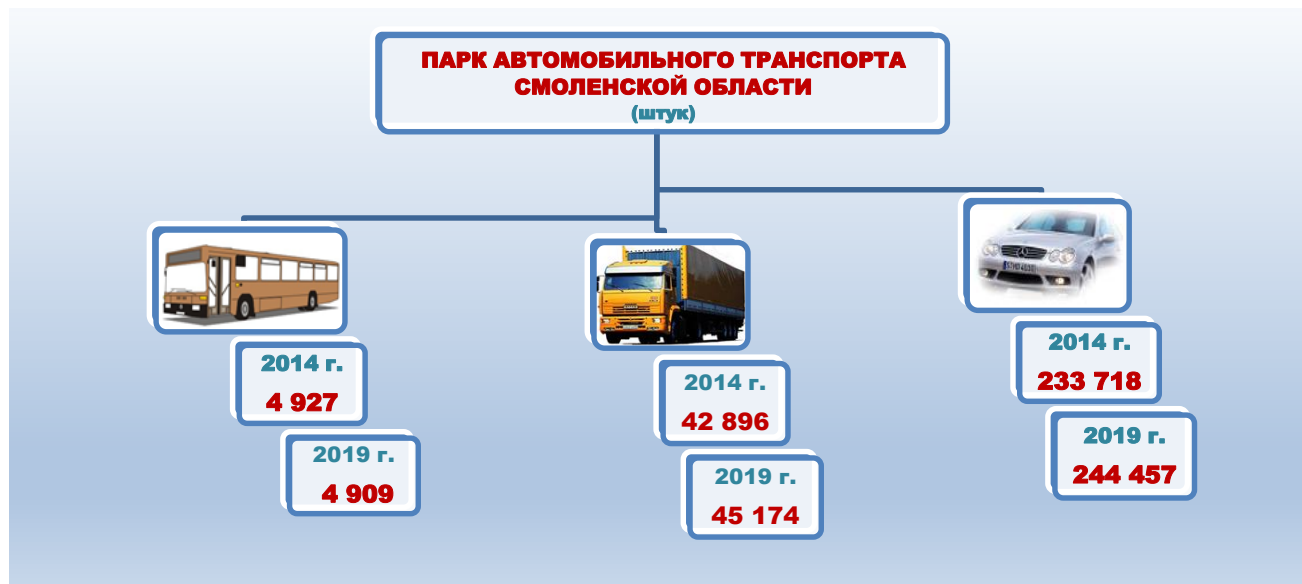 ПАРК АВТОМОБИЛЬНОГО ТРАНСПОРТА
СМОЛЕНСКОЙ ОБЛАСТИ
(штук)
2014 г.
4 927
2019 г.
4 909
2014 г.
42 896
2019 г.
45 174
2014 г.
233 718
2019 г.
244 457